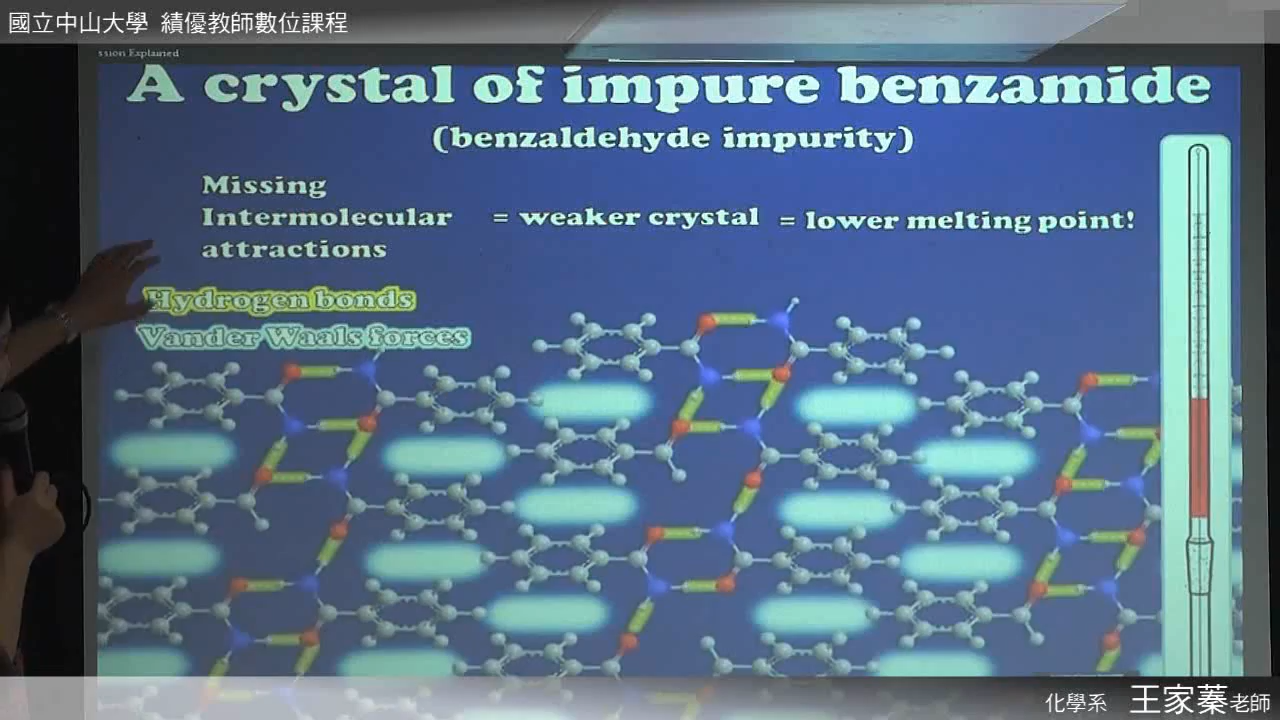 國立中山大學 績優教師數位課程
ssion Explained
A crystal of impure benzamide
(benzaldehyde impurity)
Missing
Intermolecular = weaker crystal = lower melting point!
attractions
Hydrogen bonds
Vander Waals forces
化學系 王家蓁老師